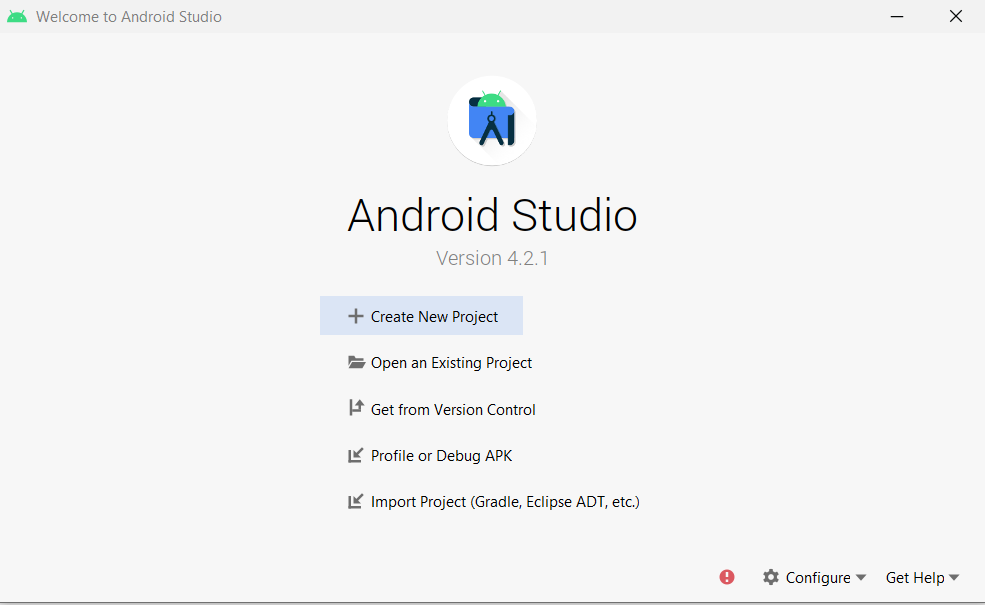 Welcome to Android Studio
Android Studio
Version 4.2.1
Create New Project
Open an Existing Project
Get from Version Control
Profile or Debug APK
Import Project (Gradle, Eclipse ADT, etc.)
Configure
Get Help